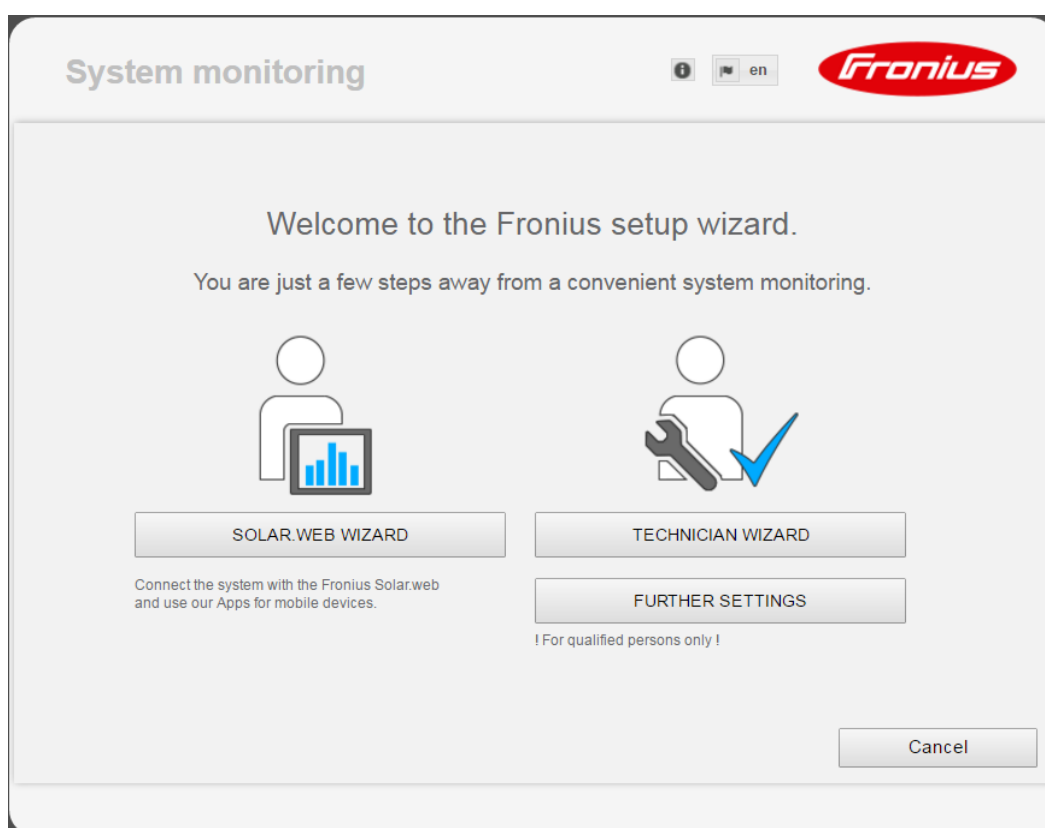 System monitoring
en
Fronius
Welcome to the Fronius setup wizard.
You are just a few steps away from a convenient system monitoring.
SOLAR.WEB WIZARD
Connect the system with the Fronius Solar.web
and use our Apps for mobile devices.
TECHNICIAN WIZARD
FURTHER SETTINGS
! For qualified persons only !
Cancel